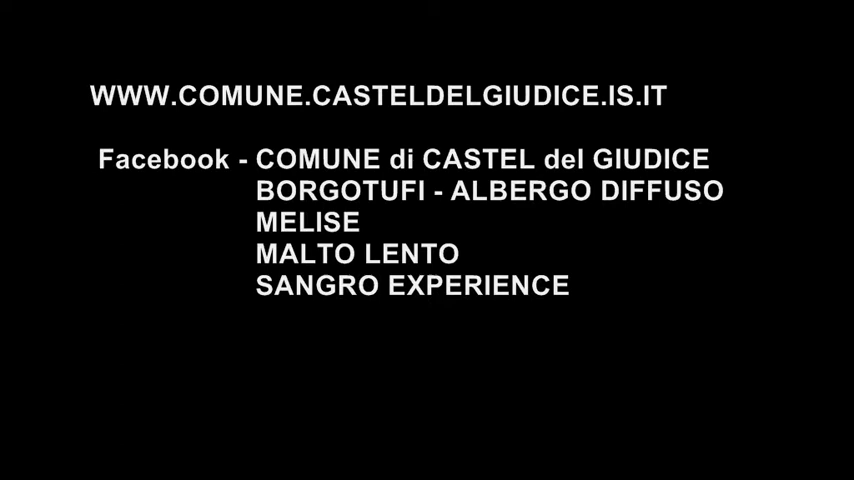 WWW.COMUNE.CASTELDELGIUDICE.IS.IT
Facebook - COMUNE di CASTEL del GIUDICE
BORGOTUFI - ALBERGO DIFFUSO
MELISE
MALTO LENTO
SANGRO EXPERIENCE